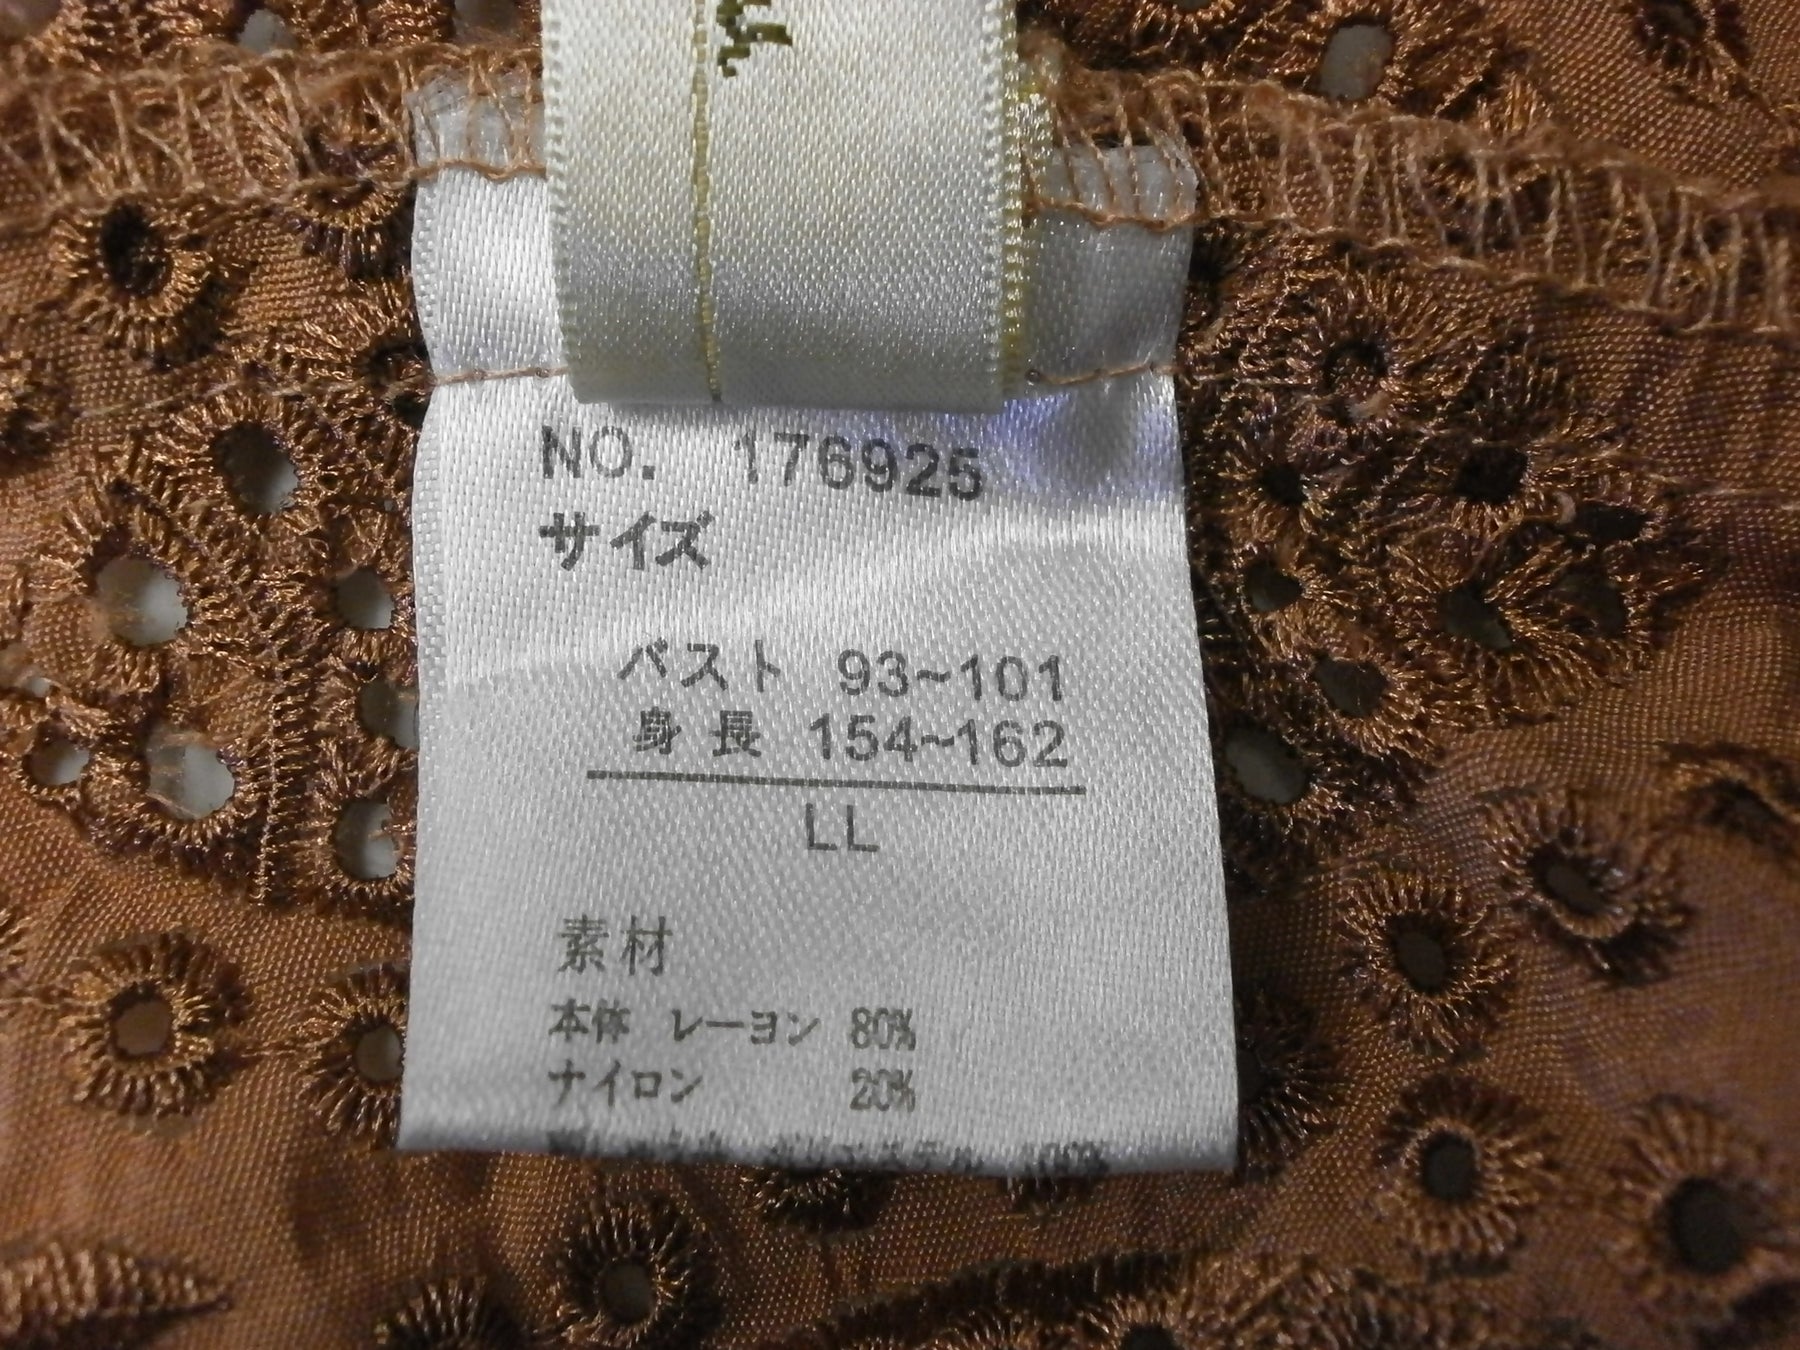 NO. 176925
サイズ
バスト 93~101
身長 154~162
LL
素材
本体 レーヨン 80%
ナイロン 20%